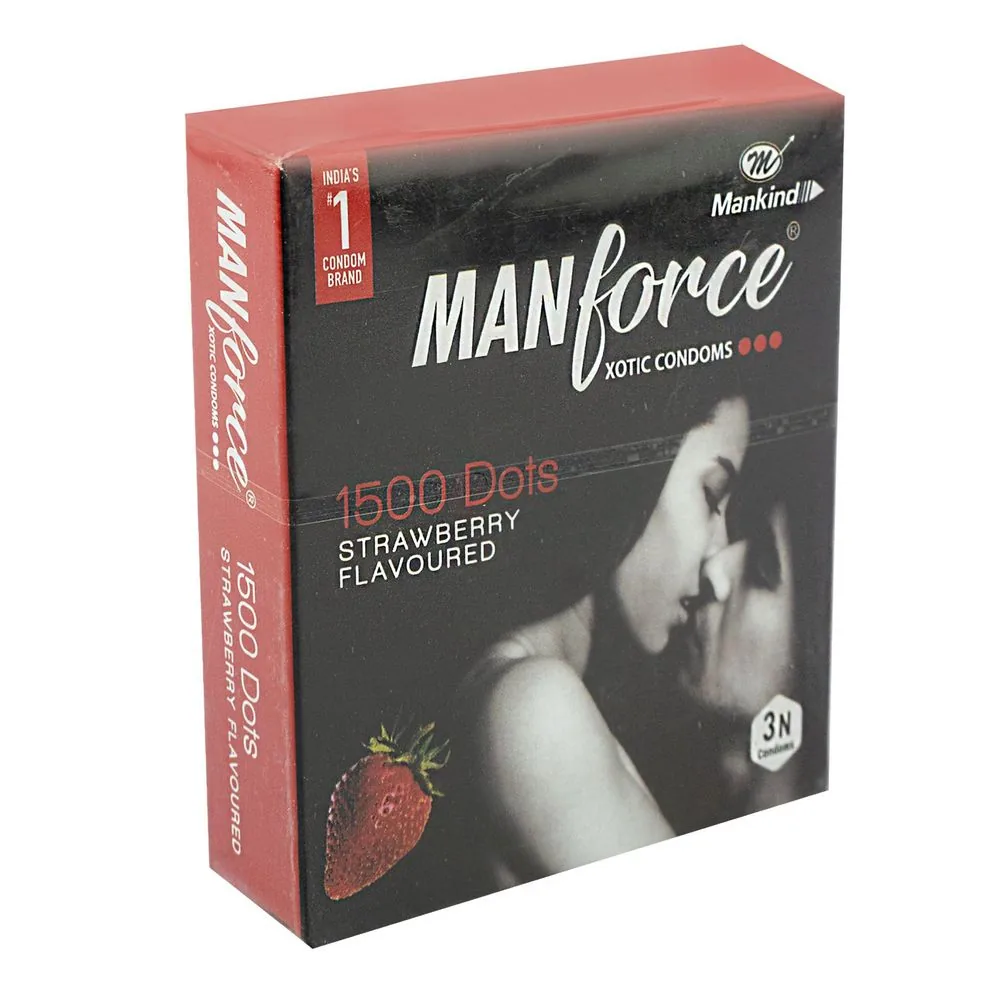 INDIA'S
#1
CONDOM
BRAND
m
Mankind
MANforce®
XOTIC CONDOMS
1500 Dots
STRAWBERRY
FLAVOURED
3N
Condoms
MANforce®
XOTIC CONDOMS
1500 Dots
STRAWBERRY FLAVOURED